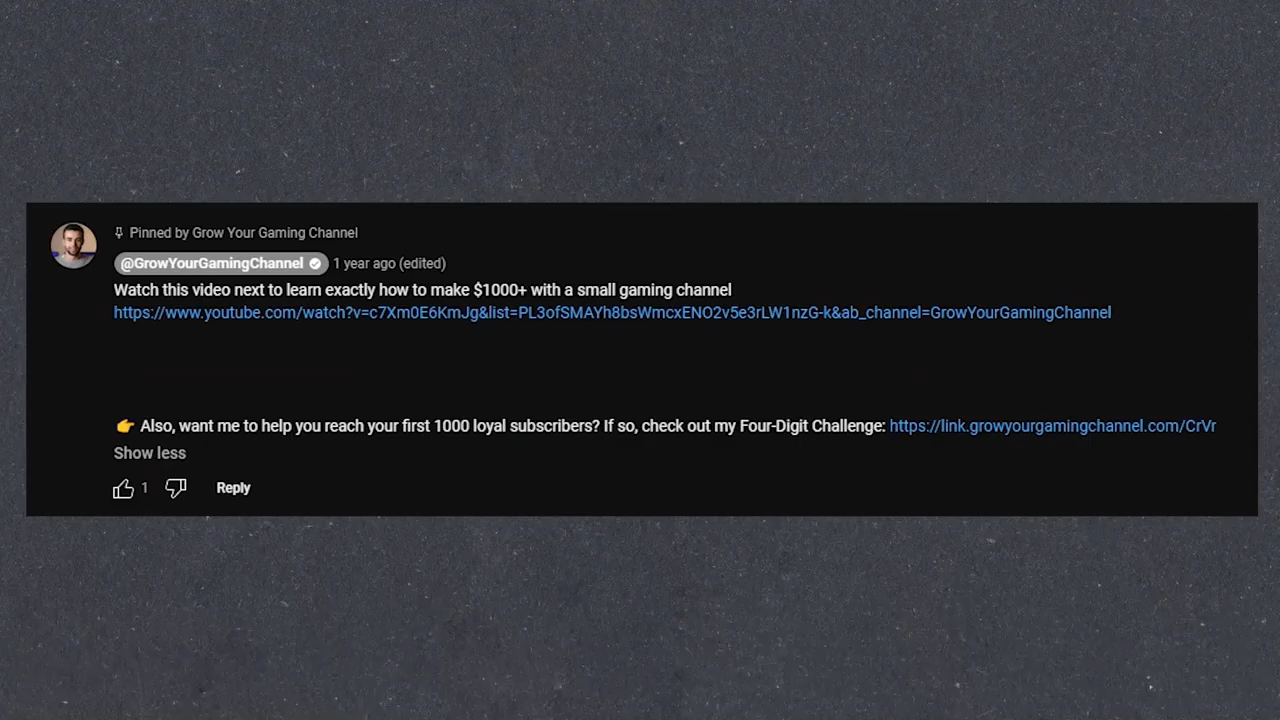 Pinned by Grow Your Gaming Channel
@GrowYourGamingChannel 1 year ago (edited)
Watch this video next to learn exactly how to make $1000+ with a small gaming channel
https://www.youtube.com/watch?v=c7Xm0E6KmJg&list=PL3ofSMAYh8bsWmcxENO2v5e3rLW1nzG-k&ab_channel=GrowYourGamingChannel
👉 Also, want me to help you reach your first 1000 loyal subscribers? If so, check out my Four-Digit Challenge: https://link.growyourgamingchannel.com/CrVr
Show less
1 Reply